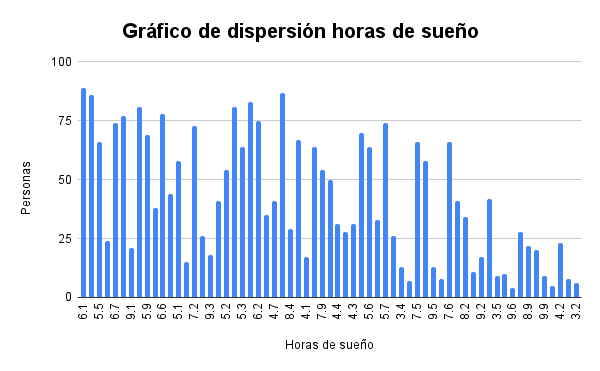 Gráfico de dispersión horas de sueño
100
75
50
25
0
Personas
6.1 5.5 6.7 9.1 5.9 6.6 5.1 7.2 9.3 5.2 5.3 6.2 4.7 8.4 4.1 7.9 4.4 4.3 5.6 5.7 3.4 7.5 9.5 7.6 8.2 9.2 3.5 9.6 8.9 9.9 4.2 3.2
Horas de sueño